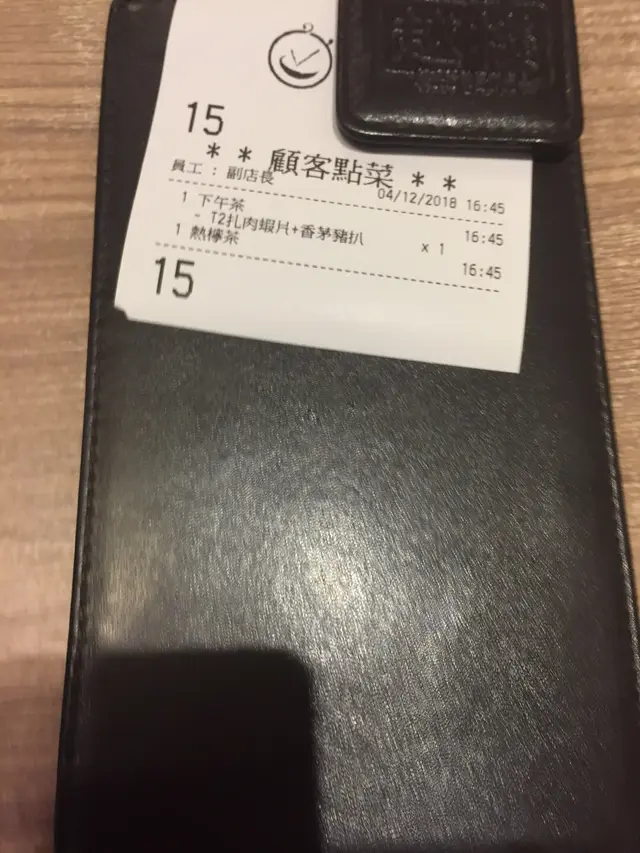 15
* * 顧客點菜 * *
員工 : 副店長 04/12/2018 16:45
1 下午茶 16:45
- T2扎肉蝦片+香茅豬扒 x 1
1 熱檸茶 16:45
15